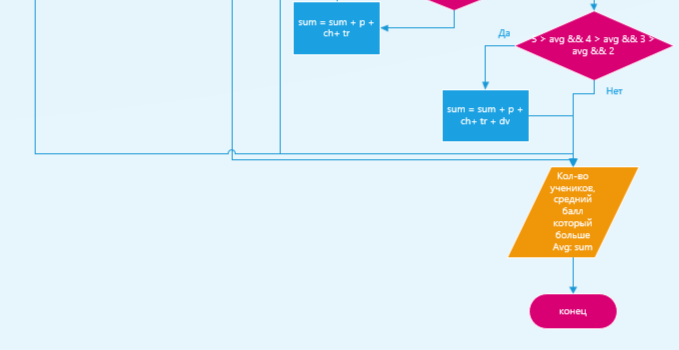 sum = sum + p +
ch+ tr
Да
5 > avg && 4 > avg && 3 >
avg && 2
Нет
sum = sum + p +
ch+ tr + dv
Кол-во
учеников,
средний
балл
который
больше
Avg: sum
конец